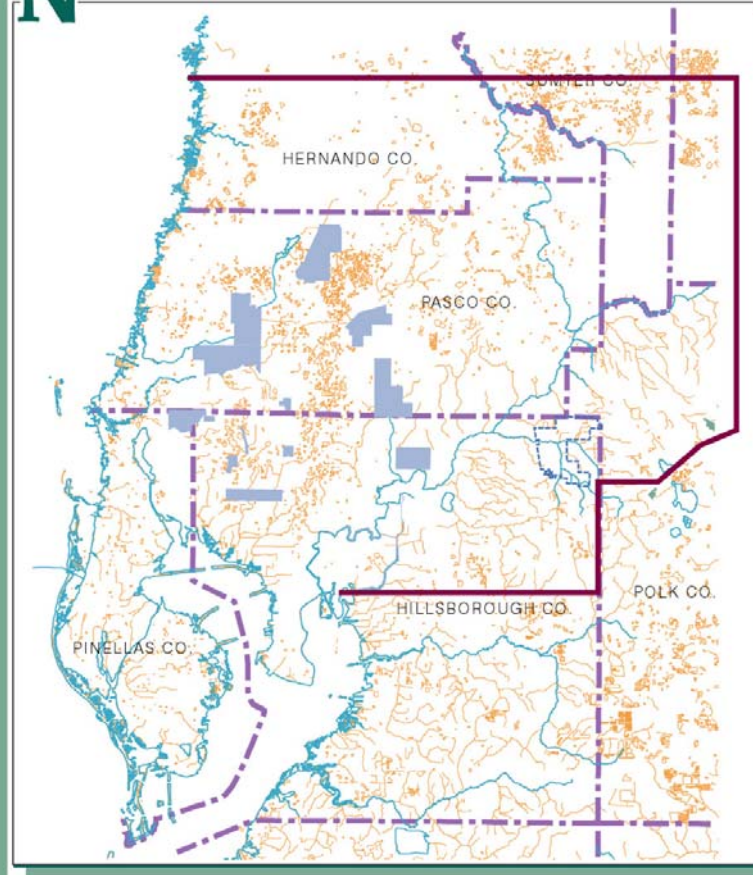 N
SUMTER CO.
HERNANDO CO.
PASCO CO.
POLK CO.
HILLSBOROUGH CO.
PINELLAS CO.